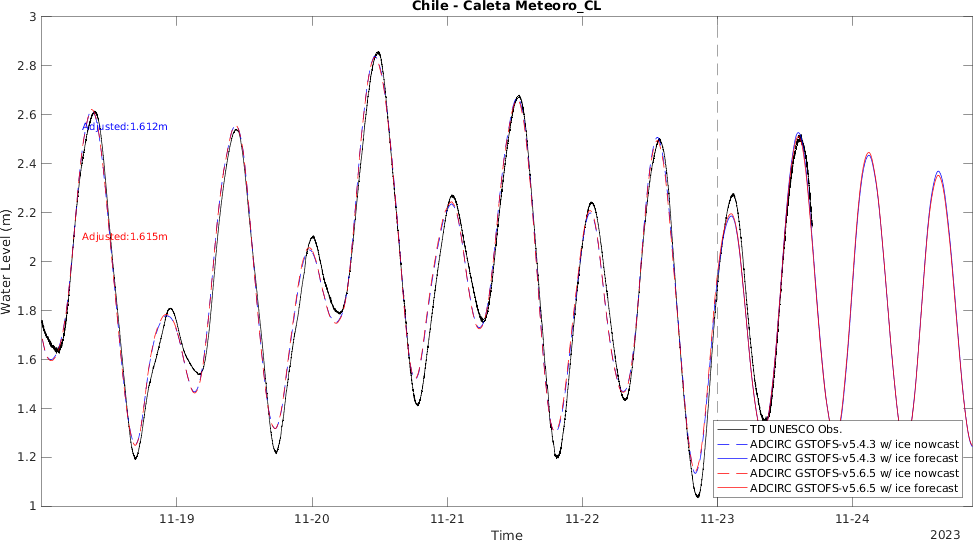 Chile - Caleta Meteoro_CL
3
2.8
2.6
2.4
2.2
2
1.8
1.6
1.4
1.2
1
Water Level (m)
Adjusted:1.612m
Adjusted:1.615m
TD UNESCO Obs.
ADCIRC GSTOFS-v5.4.3 w/ ice nowcast
ADCIRC GSTOFS-v5.4.3 w/ ice forecast
ADCIRC GSTOFS-v5.6.5 w/ ice nowcast
ADCIRC GSTOFS-v5.6.5 w/ ice forecast
11-19 11-20 11-21 11-22 11-23 11-24
Time
2023